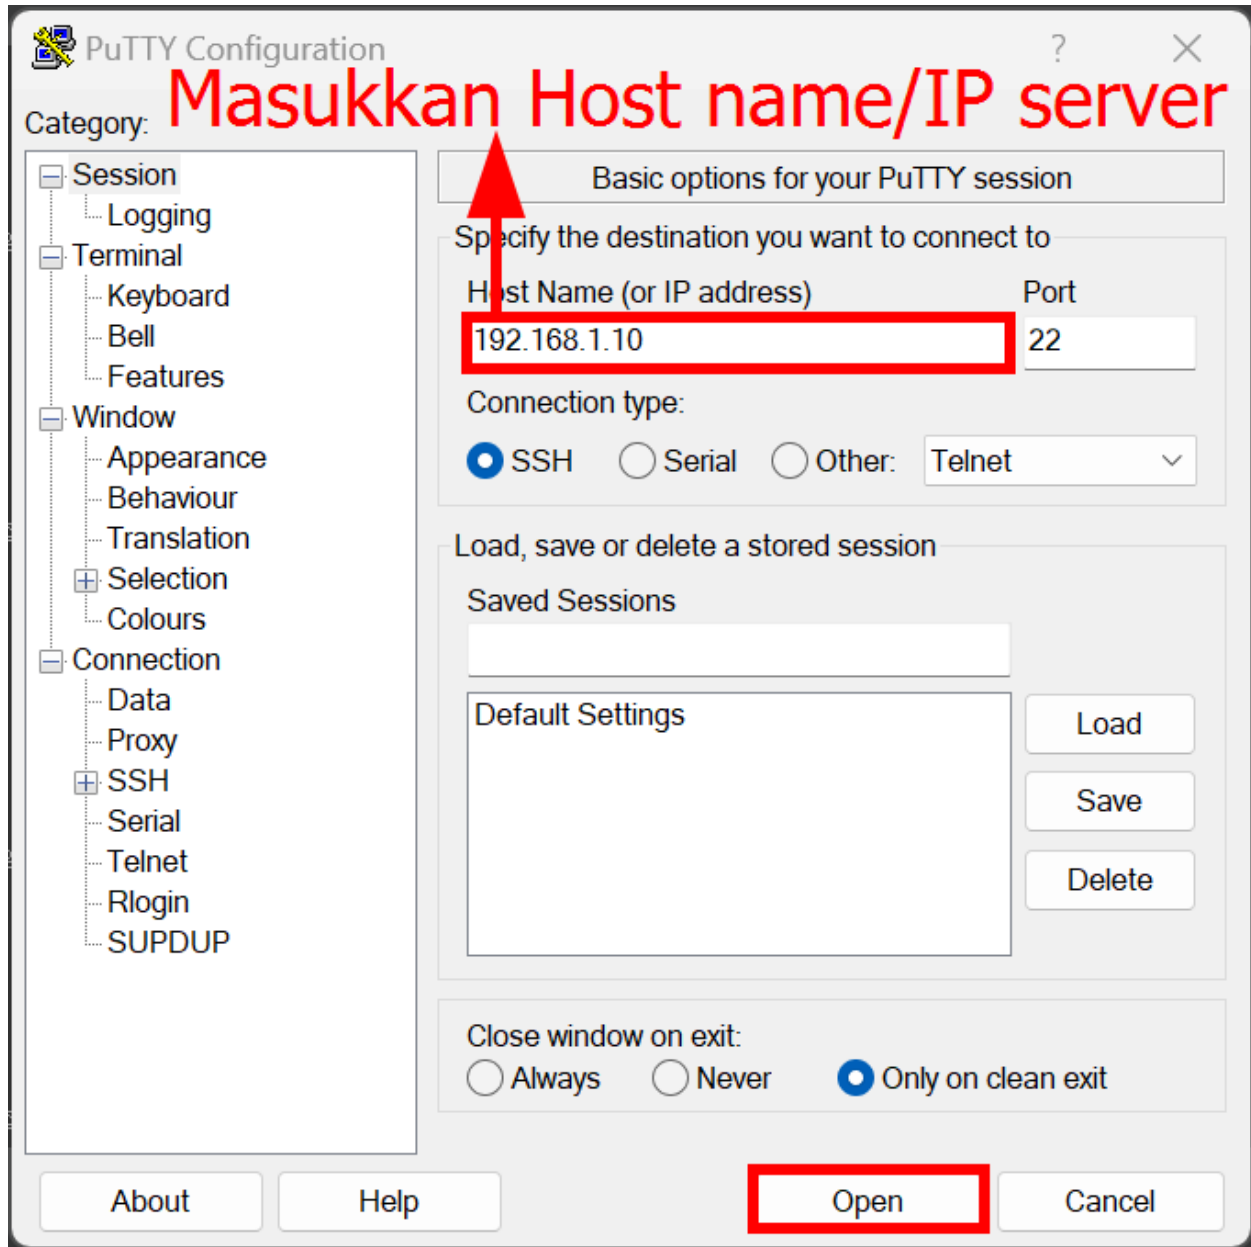 PuTTY Configuration
Masukkan Host name/IP server
Category:
Session
Logging
Terminal
Keyboard
Bell
Features
Window
Appearance
Behaviour
Translation
Selection
Colours
Connection
Data
Proxy
SSH
Serial
Telnet
Rlogin
SUPDUP
Basic options for your PuTTY session
Specify the destination you want to connect to
Host Name (or IP address) Port
192.168.1.10 22
Connection type:
SSH Serial Other: Telnet
Load, save or delete a stored session
Saved Sessions
Default Settings
Load
Save
Delete
Close window on exit:
Always Never Only on clean exit
About Help Open Cancel